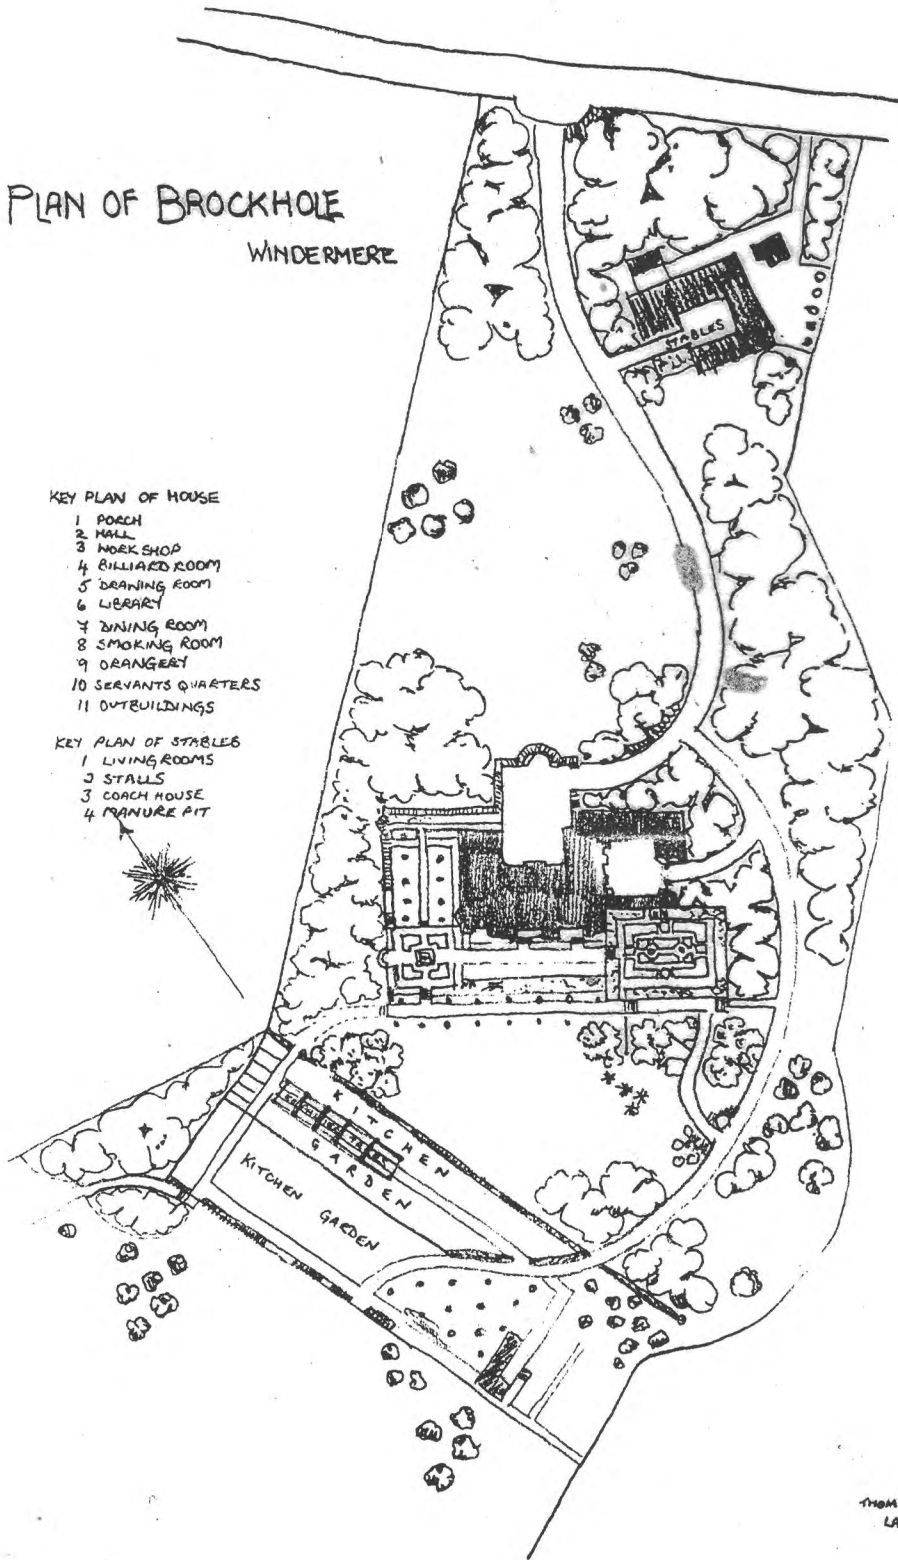 PLAN OF BROCKHOLE
WINDERMERE
STABLES
KEY PLAN OF HOUSE
1 PORCH
2 HALL
3 WORKSHOP
4 BILLIARD ROOM
5 DRAWING ROOM
6 LIBRARY
7 DINING ROOM
8 SMOKING ROOM
9 ORANGERY
10 SERVANTS QUARTERS
11 OUTBUILDINGS
KEY PLAN OF STABLES
1 LIVING ROOMS
2 STALLS
3 COACH HOUSE
4 MANURE PIT
KITCHEN
GARDEN
KITCHEN
GARDEN
THOM
LA